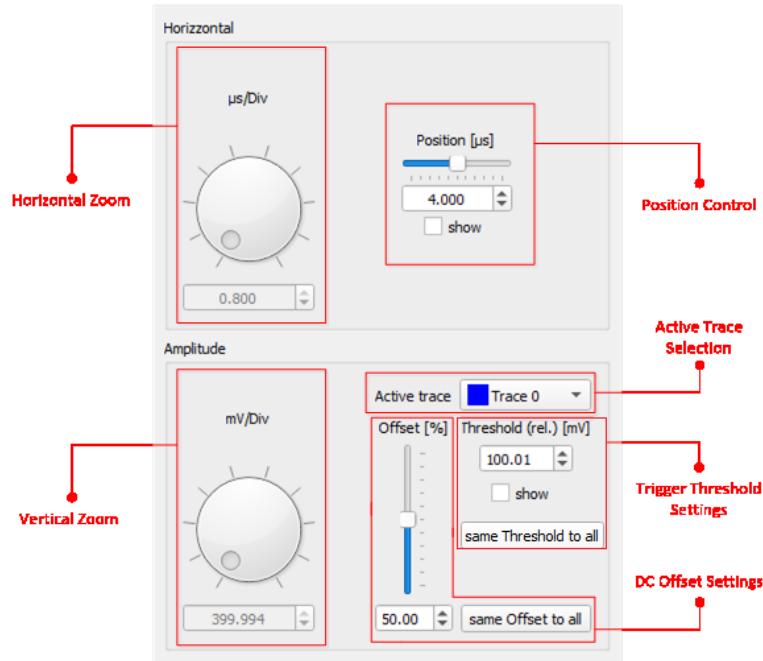 Horizzontal
µs/Div
Position [µs]
4.000
show
0.800
Horizontal Zoom
Position Control
Amplitude
mV/Div
Active trace
Trace 0
Offset [%]
Threshold (rel.) [mV]
100.01
show
same Threshold to all
399.994
50.00
same Offset to all
Vertical Zoom
Active Trace
Selection
Trigger Threshold
Settings
DC Offset Settings